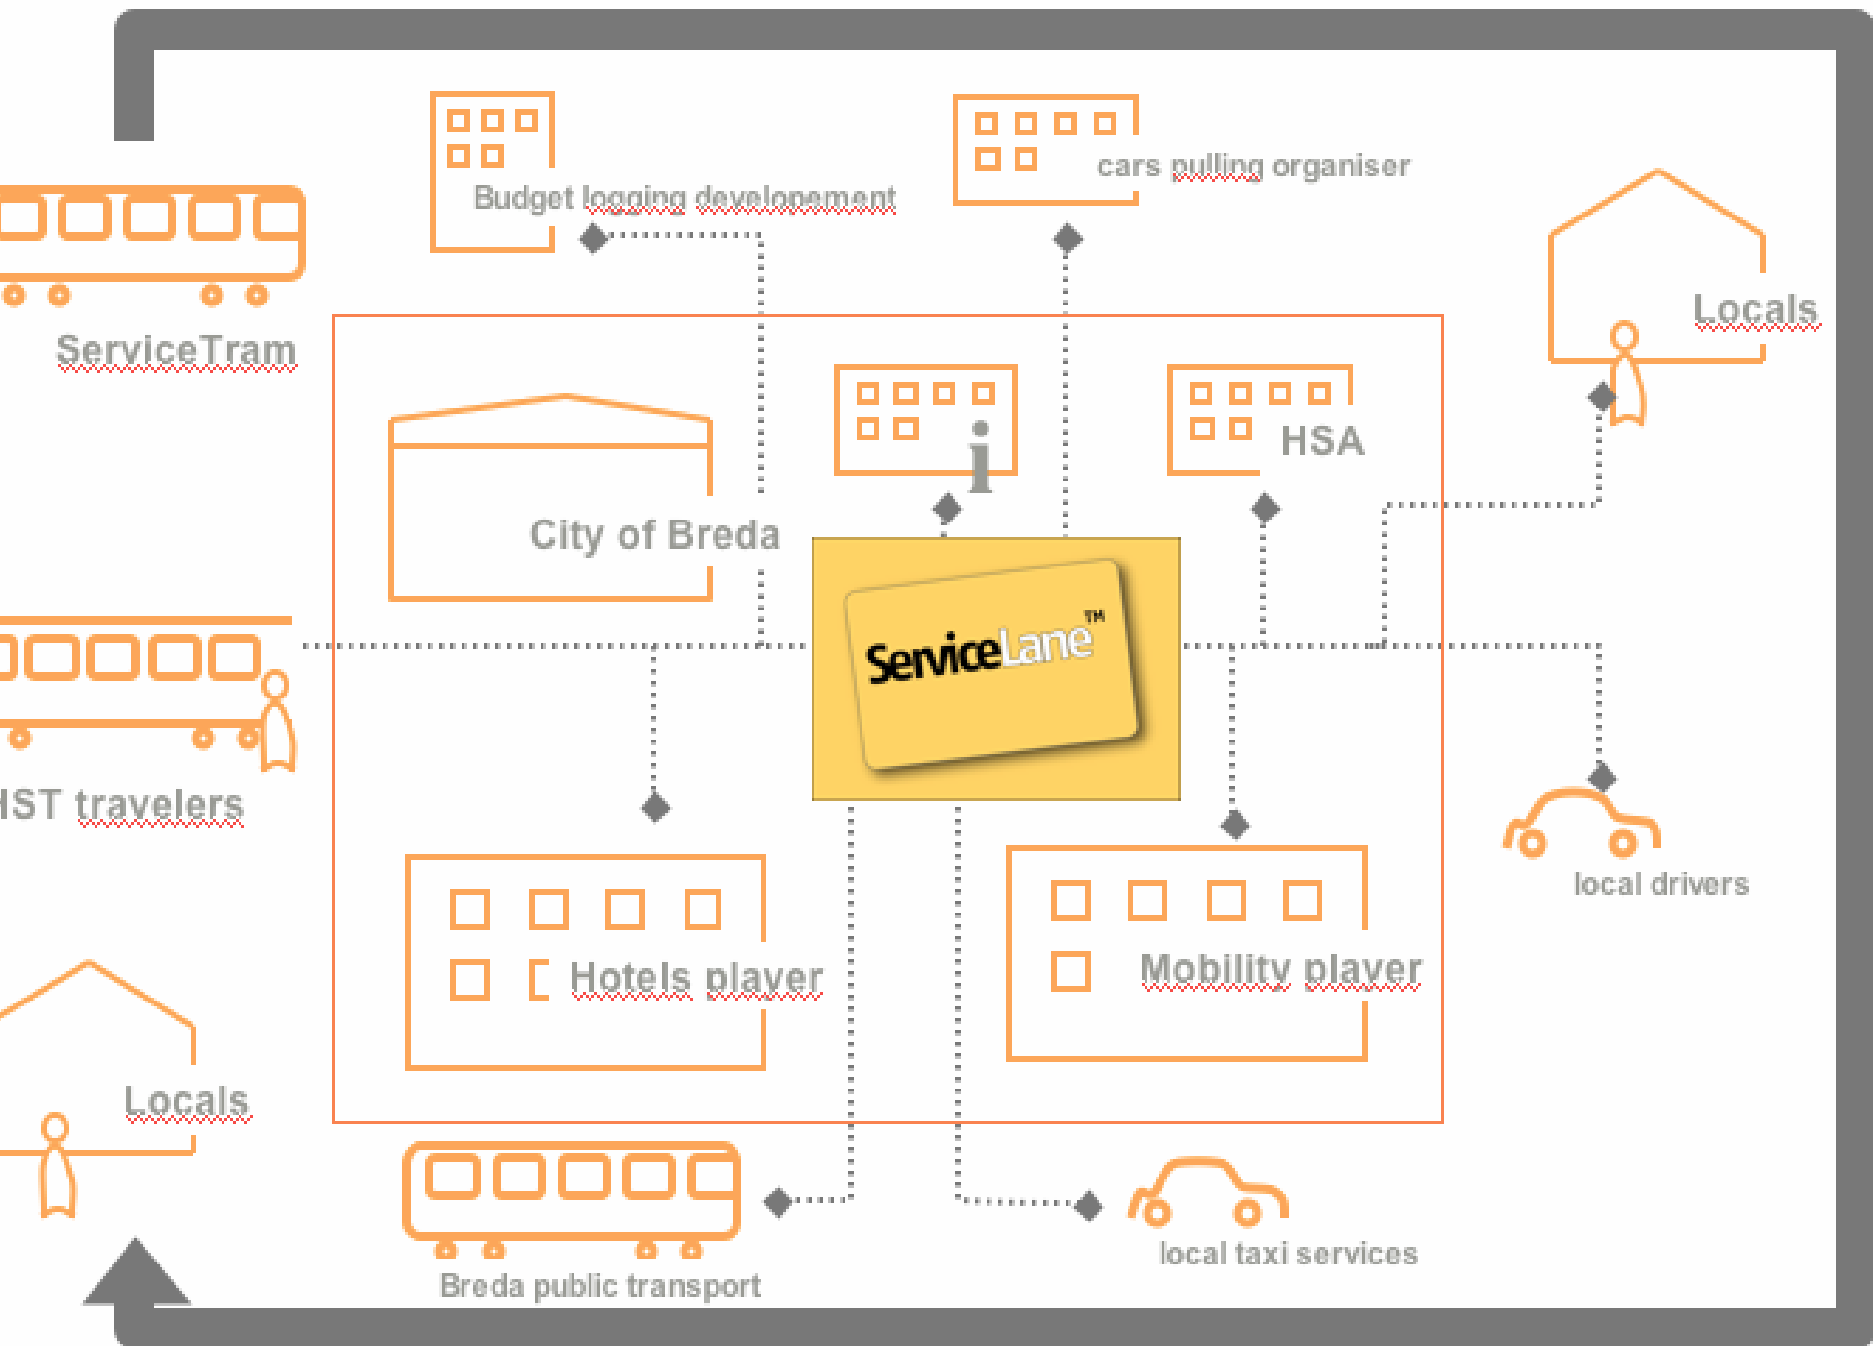 Budget logging developement
cars pulling organiser
Locals
ServiceTram
i
HSA
City of Breda
ServiceLane™
HST travelers
local drivers
Hotels player
Mobility player
Locals
local taxi services
Breda public transport